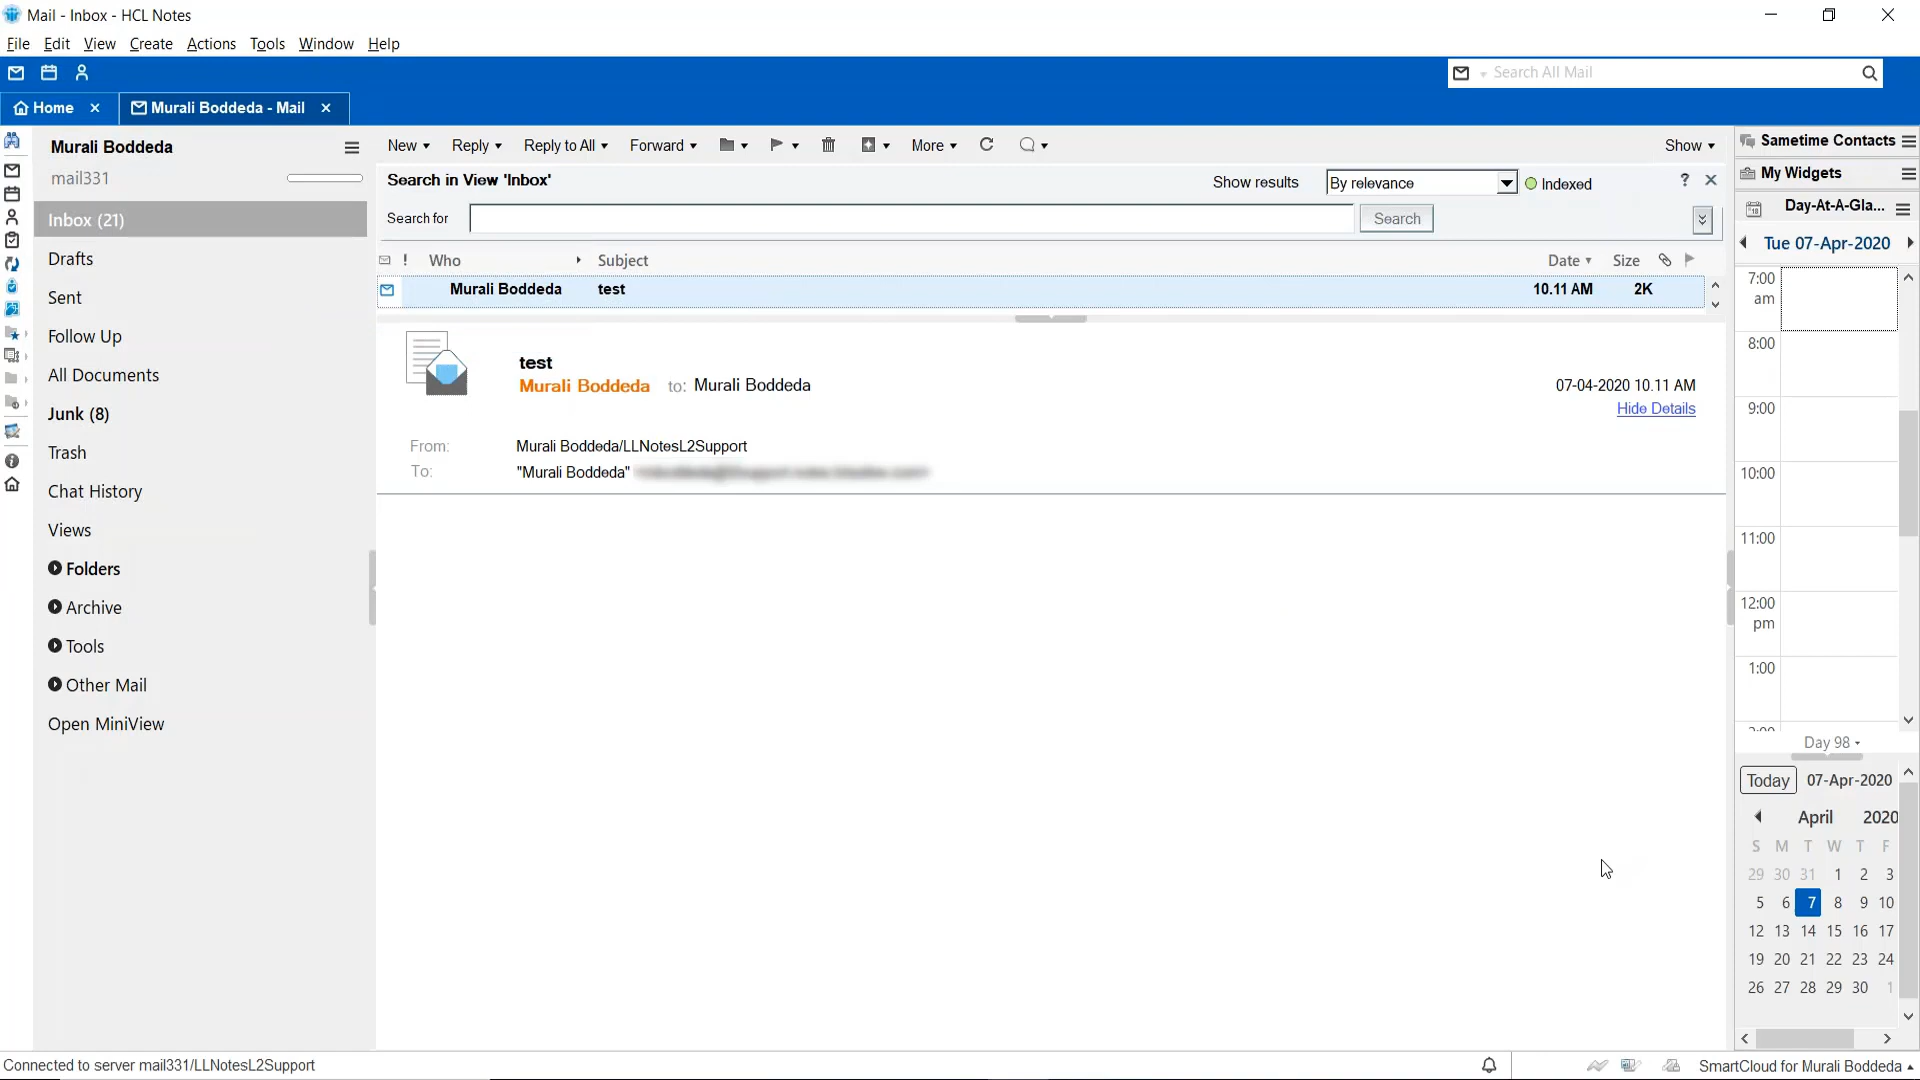 Mail - Inbox - HCL Notes
File Edit View Create Actions Tools Window Help
Search All Mail
Home
Murali Boddeda - Mail
Murali Boddeda
mail331
Inbox (21)
Drafts
Sent
Follow Up
All Documents
Junk (8)
Trash
Chat History
Views
Folders
Archive
Tools
Other Mail
Open MiniView
New Reply Reply to All Forward More Show
Search in View 'Inbox'
Show results By relevance Indexed ?
Search for Search
! Who Subject Date Size
Murali Boddeda test 10.11 AM 2K
test
Murali Boddeda to: Murali Boddeda
07-04-2020 10.11 AM
Hide Details
From: Murali Boddeda/LLNotesL2Support
To: "Murali Boddeda"
Sametime Contacts
My Widgets
18 Day-At-A-Gla...
Tue 07-Apr-2020
7:00 am
8:00
9:00
10:00
11:00
12:00 pm
1:00
2:00
Day 98
Today 07-Apr-2020
April 2020
S M T W T F
29 30 31 1 2 3
5 6 7 8 9 10
12 13 14 15 16 17
19 20 21 22 23 24
26 27 28 29 30 1
Connected to server mail331/LLNotesL2Support
SmartCloud for Murali Boddeda